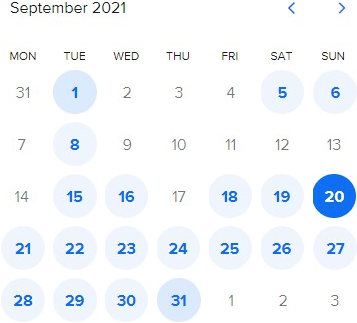 September 2021
MON TUE WED THU FRI SAT SUN
31 1 2 3 4 5 6
7 8 9 10 11 12 13
14 15 16 17 18 19 20
21 22 23 24 25 26 27
28 29 30 31 1 2 3